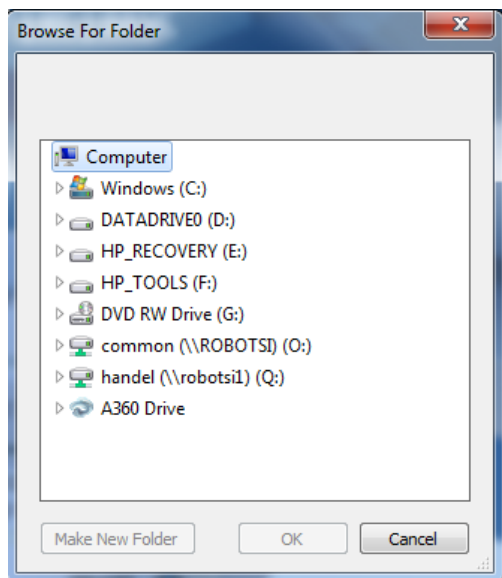 Browse For Folder
Computer
Windows (C:)
DATADRIVE0 (D:)
HP_RECOVERY (E:)
HP_TOOLS (F:)
DVD RW Drive (G:)
common (\\ROBOTSI) (O:)
handel (\\robotsi1) (Q:)
A360 Drive
Make New Folder OK Cancel